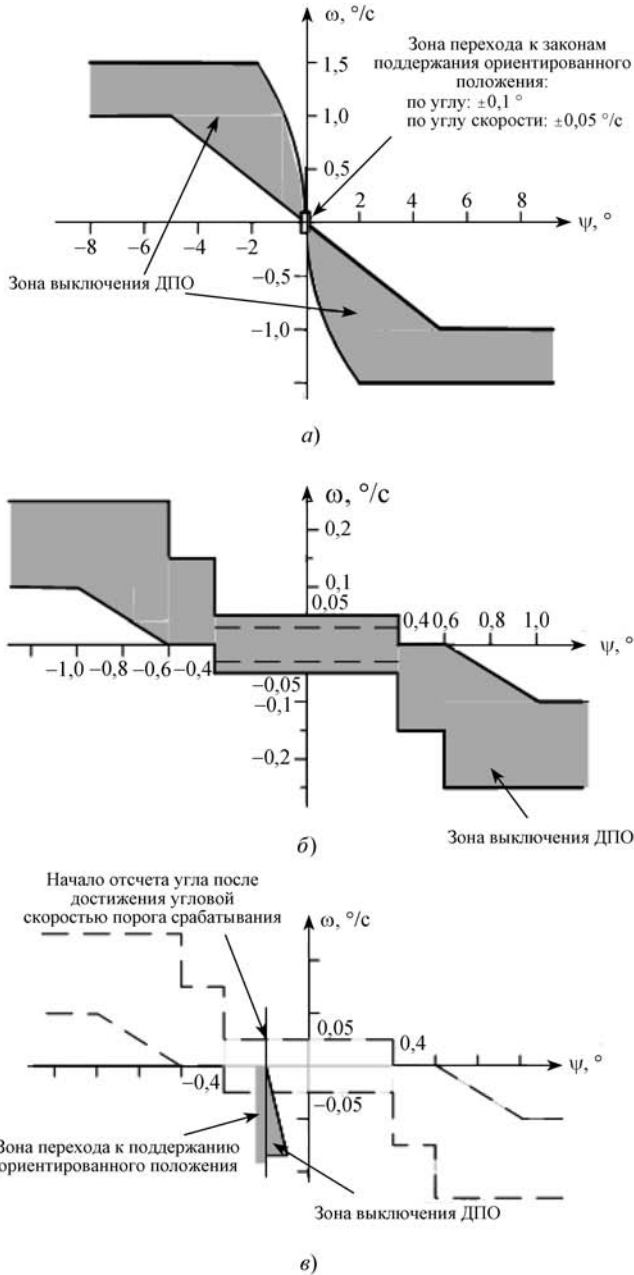 ω, °/с
Зона перехода к законам
поддержания ориентированного
положения:
по углу: ±0,1 °
по углу скорости: ±0,05 °/с
1,5
1,0
0,5
2 4 6 8
ψ, °
−8 −6 −4 −2
Зона выключения ДПО
−0,5
−1,0
а)
ω, °/с
0,2
0,1
0,05
0,4 0,6 0,8 1,0
ψ, °
−1,0 −0,8 −0,6 −0,4
−0,05
−0,1
−0,2
Зона выключения ДПО
б)
Начало отсчета угла после
достижения угловой
скоростью порога срабатывания
ω, °/с
0,05
0,4
ψ, °
−0,4
−0,05
Зона перехода к поддержанию
ориентированного положения
Зона выключения ДПО
в)